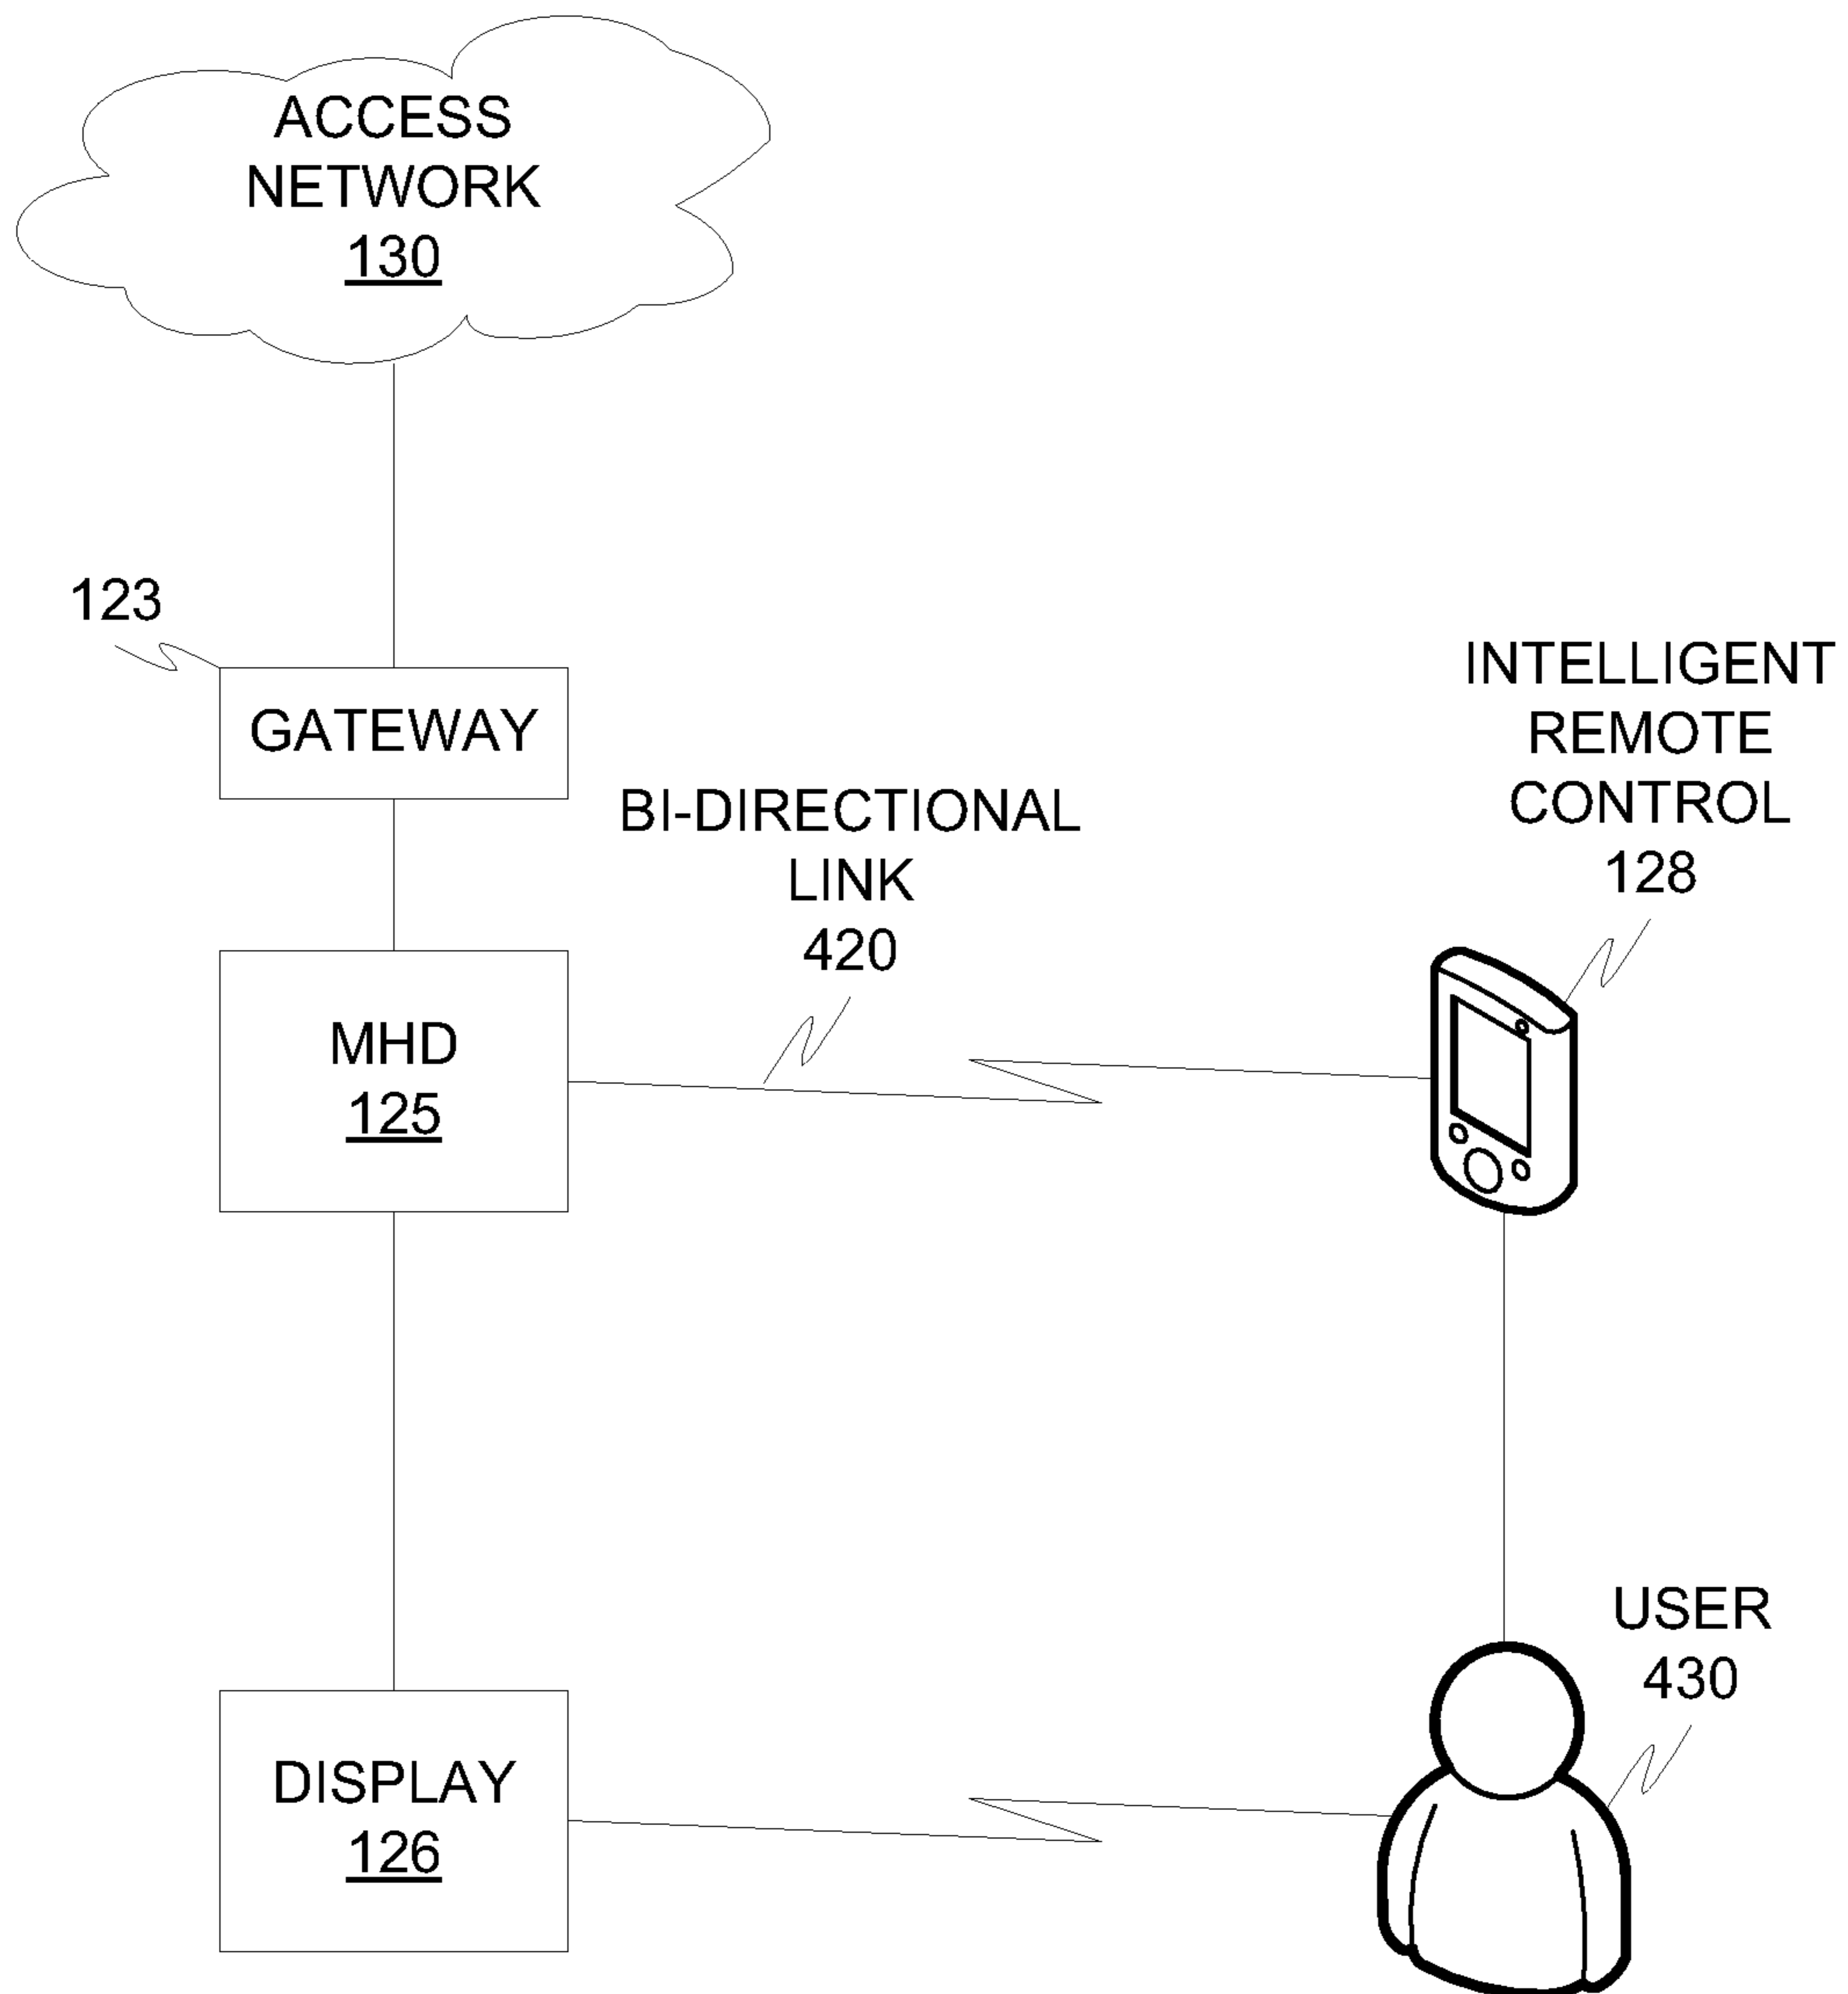 ACCESS
NETWORK
130
123
GATEWAY
INTELLIGENT
REMOTE
CONTROL
128
BI-DIRECTIONAL
LINK
420
MHD
125
USER
430
DISPLAY
126